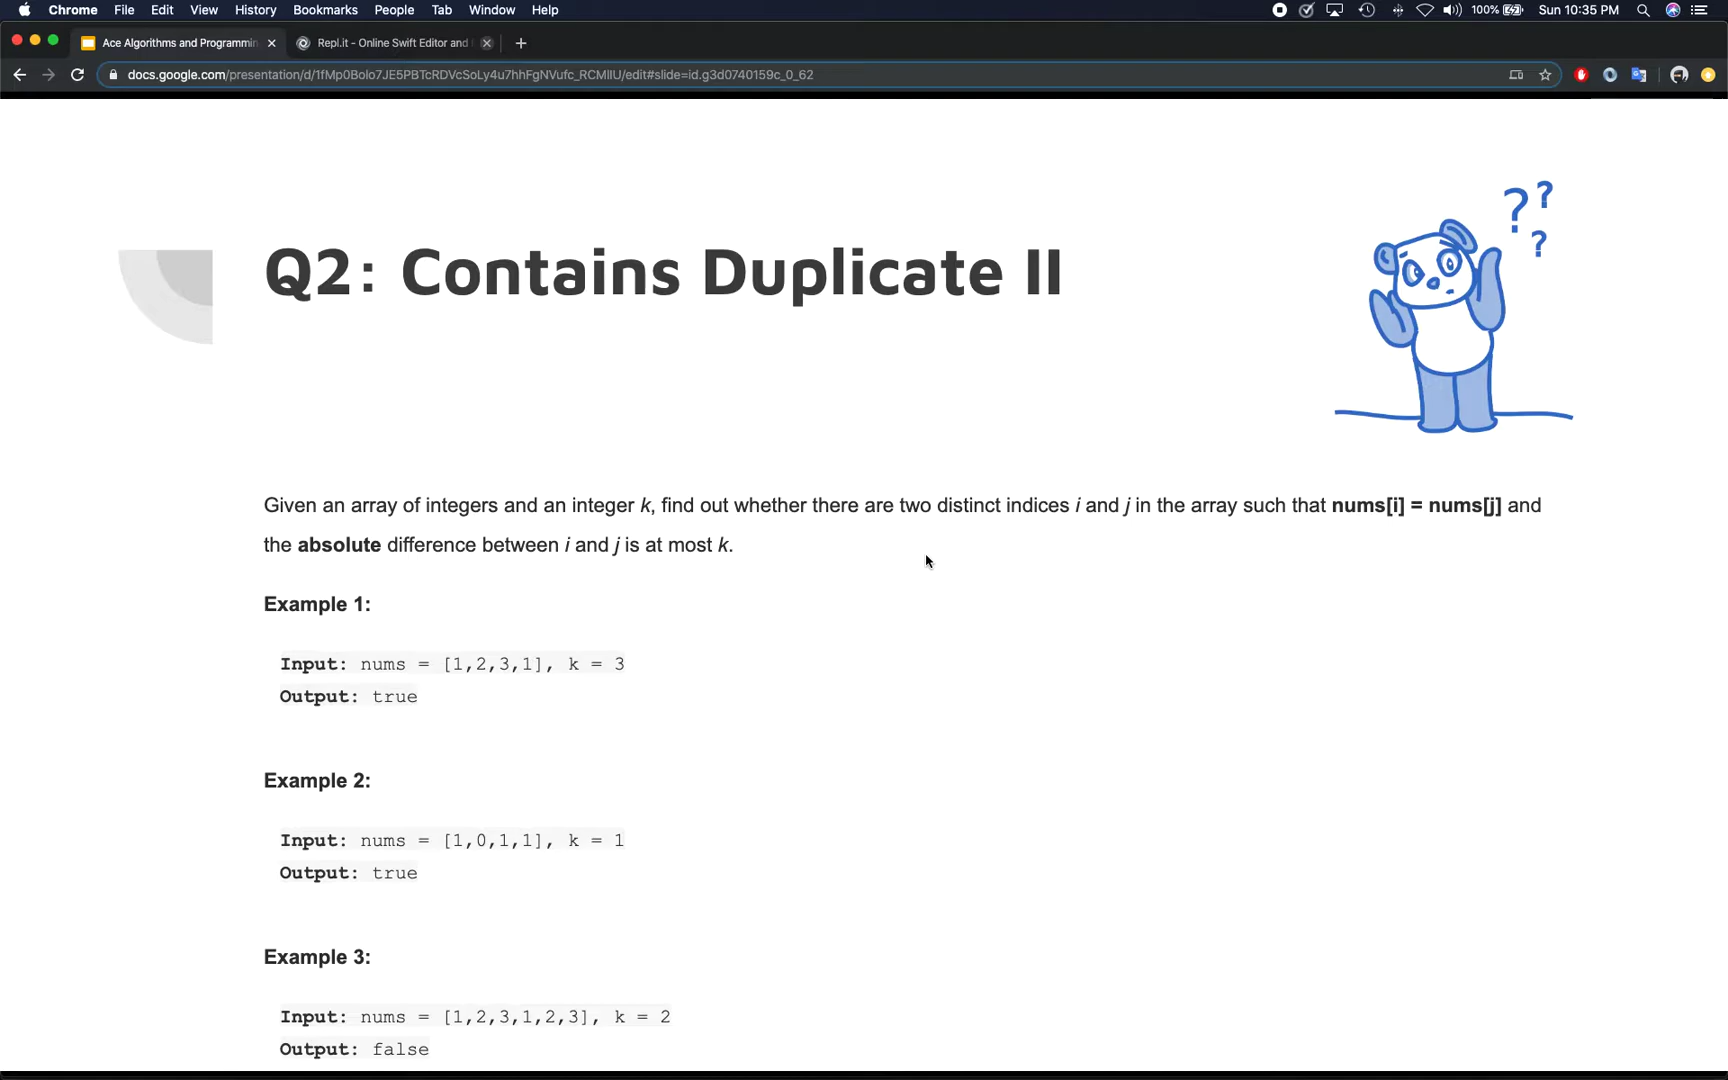 Chrome File Edit View History Bookmarks People Tab Window Help 100% Sun 10:35 PM
Ace Algorithms and Programmin Repl.it - Online Swift Editor and
docs.google.com/presentation/d/1fMp0Bolo7JE5PBTcRDVcSoLy4u7hhFgNVufc_RCMIIU/edit#slide=id.g3d0740159c_0_62
? ?
?
Q2: Contains Duplicate II
Given an array of integers and an integer k, find out whether there are two distinct indices i and j in the array such that nums[i] = nums[j] and
the absolute difference between i and j is at most k.
Example 1:
Input: nums = [1,2,3,1], k = 3
Output: true
Example 2:
Input: nums = [1,0,1,1], k = 1
Output: true
Example 3:
Input: nums = [1,2,3,1,2,3], k = 2
Output: false